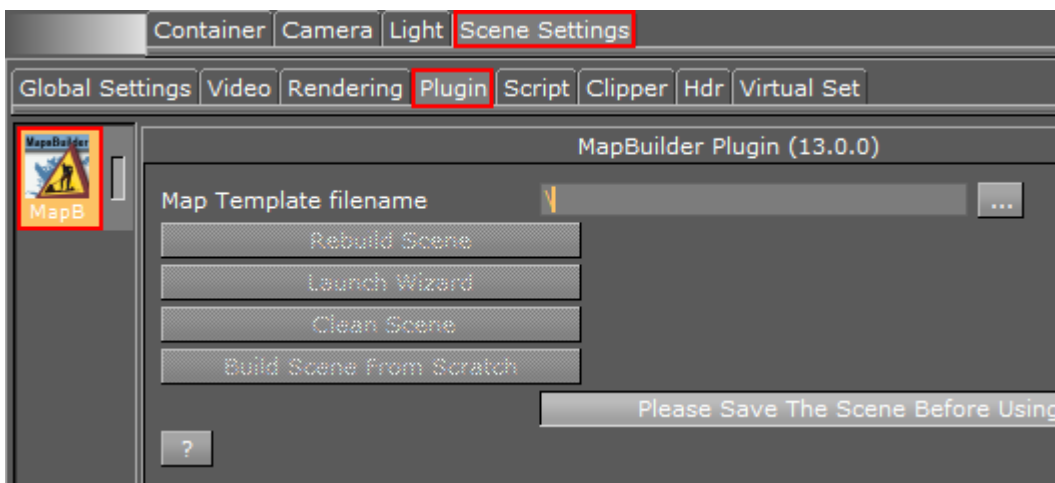 Container Camera Light Scene Settings
Global Settings Video Rendering Plugin Script Clipper Hdr Virtual Set
MapsBuilder
MapB
MapBuilder Plugin (13.0.0)
Map Template filename \ ...
Rebuild Scene
Launch Wizard
Clean Scene
Build Scene From Scratch
Please Save The Scene Before Using
?